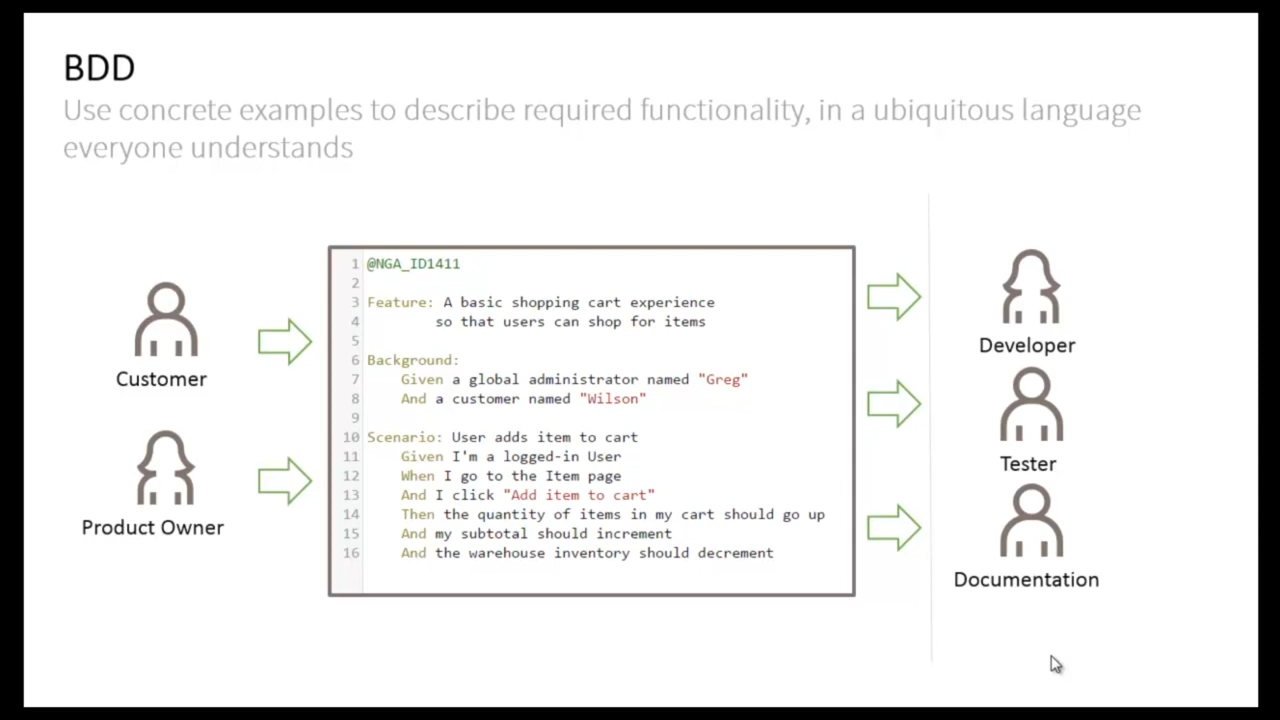 BDD
Use concrete examples to describe required functionality, in a ubiquitous language
everyone understands
Customer
Product Owner
1 @NGA_ID1411
2
3 Feature: A basic shopping cart experience
4 so that users can shop for items
5
6 Background:
7 Given a global administrator named "Greg"
8 And a customer named "Wilson"
9
10 Scenario: User adds item to cart
11 Given I'm a logged-in User
12 When I go to the Item page
13 And I click "Add item to cart"
14 Then the quantity of items in my cart should go up
15 And my subtotal should increment
16 And the warehouse inventory should decrement
Developer
Tester
Documentation